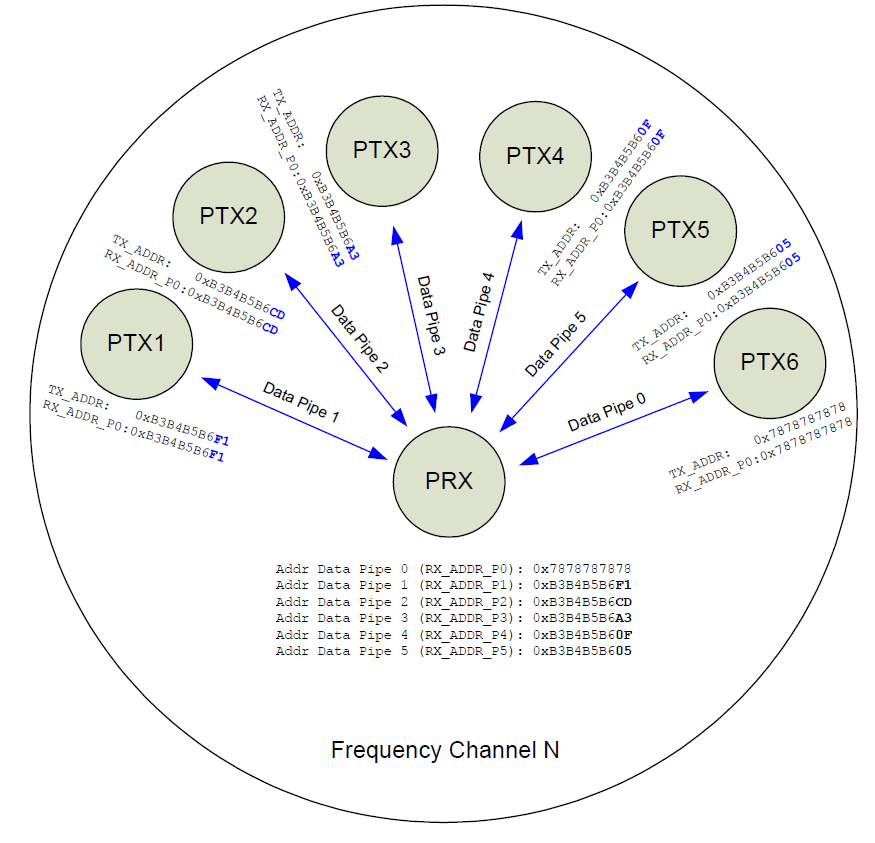 PTX3
PTX4
PTX2
PTX5
PTX1
PTX6
TX_ADDR: 0xB3B4B5B6A3
RX_ADDR_P0:0xB3B4B5B6A3
TX_ADDR: 0xB3B4B5B60F
RX_ADDR_P0:0xB3B4B5B60F
TX_ADDR: 0xB3B4B5B6CD
RX_ADDR_P0:0xB3B4B5B6CD
TX_ADDR: 0xB3B4B5B605
RX_ADDR_P0:0xB3B4B5B605
TX_ADDR: 0xB3B4B5B6F1
RX_ADDR_P0:0xB3B4B5B6F1
TX_ADDR: 0x7878787878
RX_ADDR_P0:0x7878787878
Data Pipe 1
Data Pipe 2
Data Pipe 3
Data Pipe 4
Data Pipe 5
Data Pipe 0
PRX
Addr Data Pipe 0 (RX_ADDR_P0): 0x7878787878
Addr Data Pipe 1 (RX_ADDR_P1): 0xB3B4B5B6F1
Addr Data Pipe 2 (RX_ADDR_P2): 0xB3B4B5B6CD
Addr Data Pipe 3 (RX_ADDR_P3): 0xB3B4B5B6A3
Addr Data Pipe 4 (RX_ADDR_P4): 0xB3B4B5B60F
Addr Data Pipe 5 (RX_ADDR_P5): 0xB3B4B5B605
Frequency Channel N